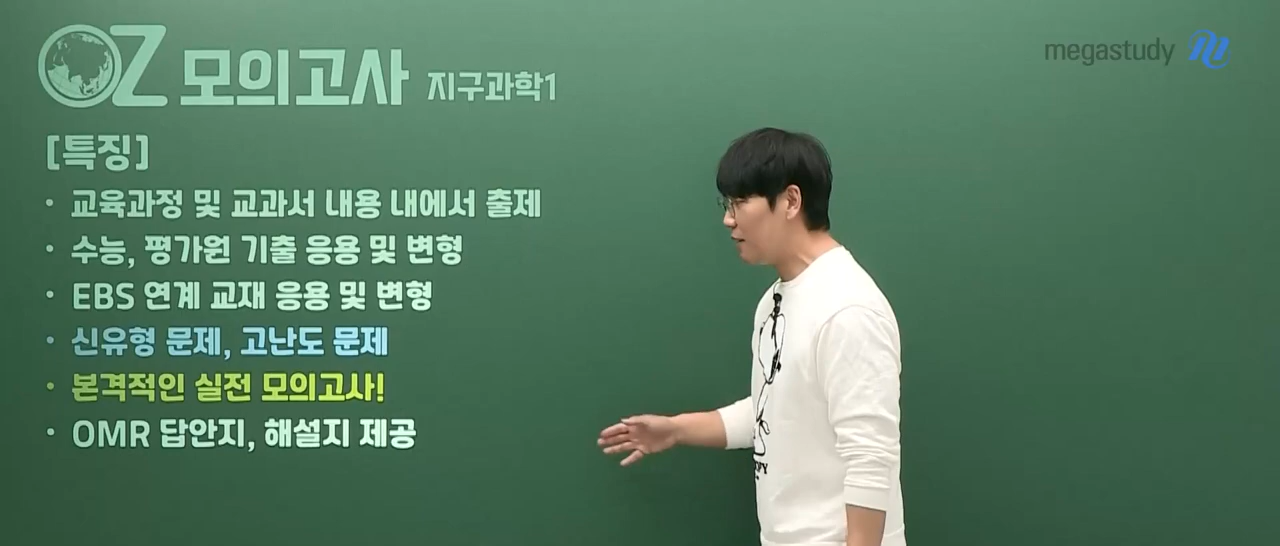 OZ 모의고사 지구과학1
megastudy
[특징]
• 교육과정 및 교과서 내용 내에서 출제
• 수능, 평가원 기출 응용 및 변형
• EBS 연계 교재 응용 및 변형
• 신유형 문제, 고난도 문제
• 본격적인 실전 모의고사!
• OMR 답안지, 해설지 제공